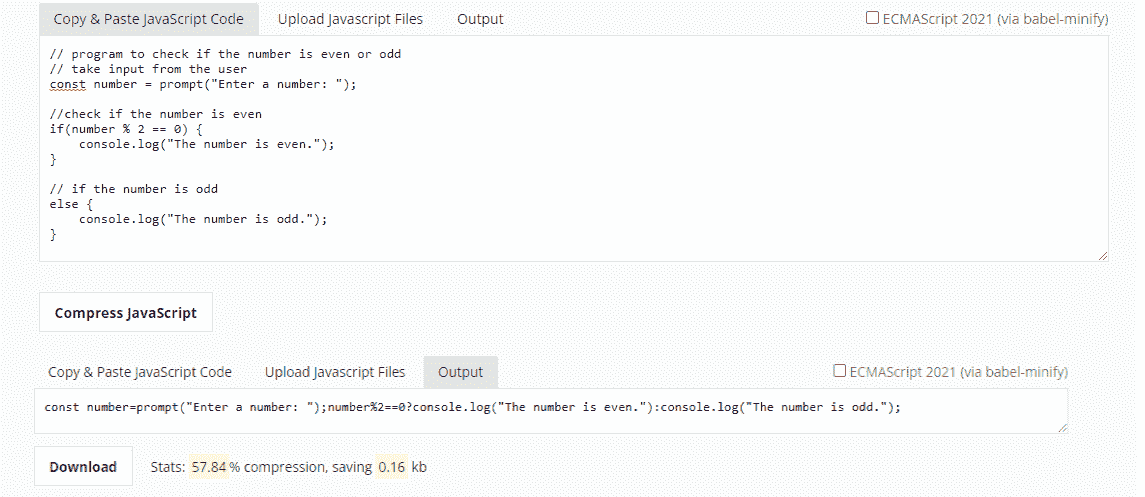 Copy & Paste JavaScript Code Upload Javascript Files Output ECMAScript 2021 (via babel-minify)
// program to check if the number is even or odd
// take input from the user
const number = prompt("Enter a number: ");
//check if the number is even
if(number % 2 == 0) {
    console.log("The number is even.");
}
// if the number is odd
else {
    console.log("The number is odd.");
}
Compress JavaScript
Copy & Paste JavaScript Code Upload Javascript Files Output ECMAScript 2021 (via babel-minify)
const number=prompt("Enter a number: ");number%2==0?console.log("The number is even."):console.log("The number is odd.");
Download Stats: 57.84% compression, saving 0.16 kb